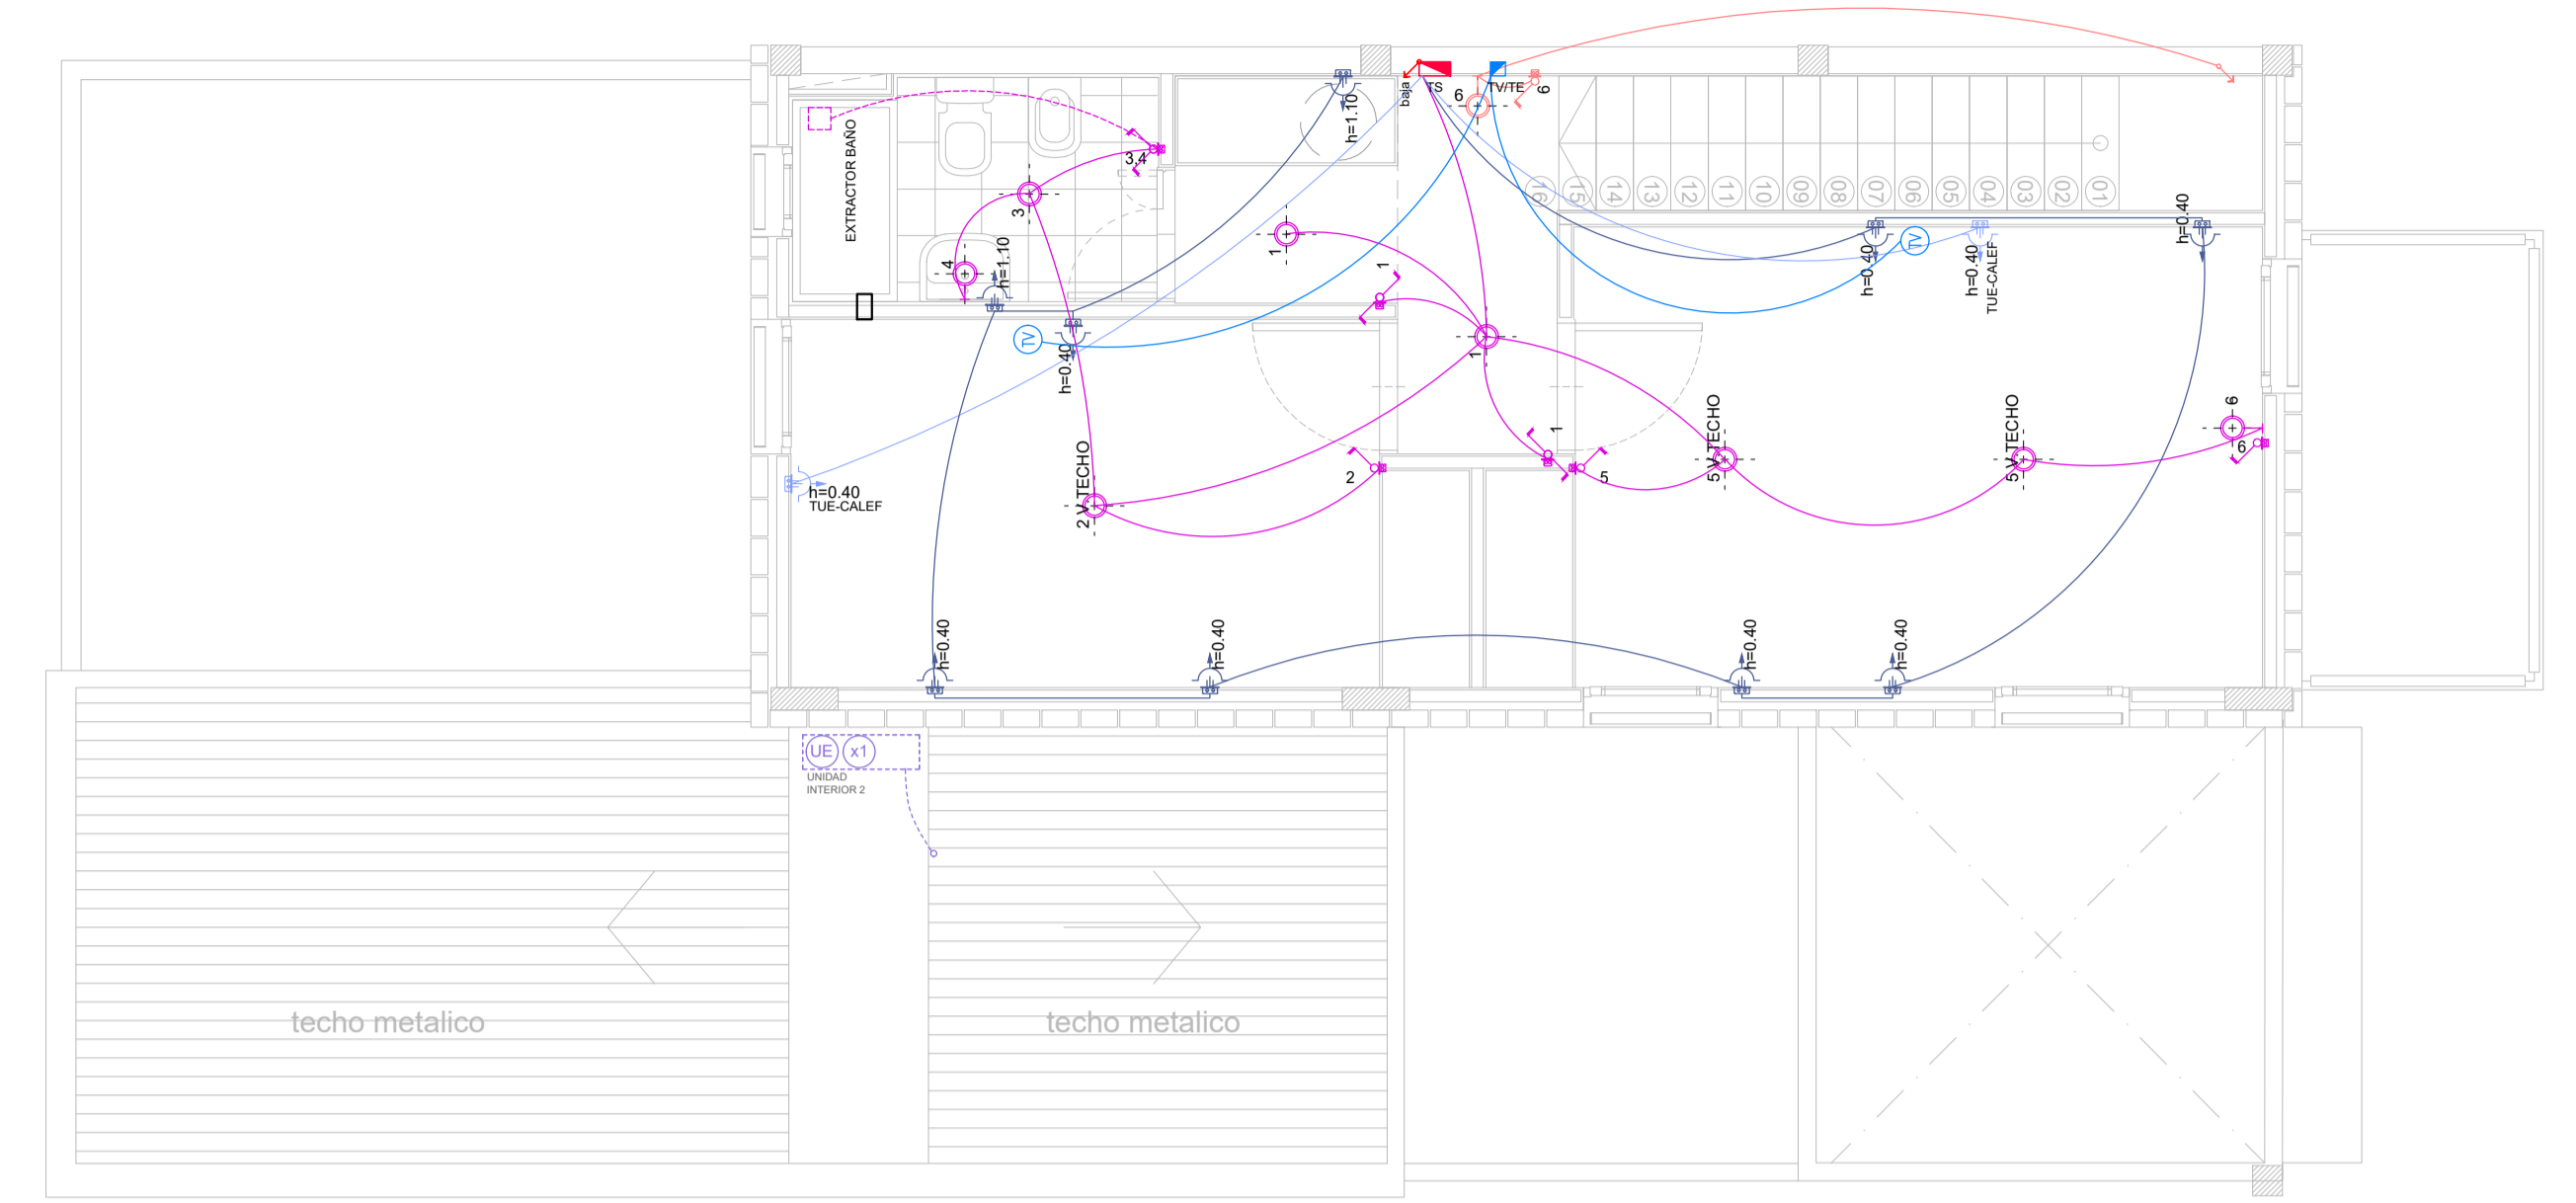 baja
TS
TV/TE
6
6
h=1.10
EXTRACTOR BAÑO
3,4
3
4
h=1.10
1
1
1
1
16
15
14
13
12
11
10
09
08
07
06
05
04
03
02
01
h=0.40
h=0.40
TV
h=0.40
TUE-CALEF
TV
h=0.40
h=0.40
TUE-CALEF
2 V.TECHO
2
5
5 V.TECHO
5 V.TECHO
6
6
h=0.40
h=0.40
h=0.40
h=0.40
UE
x1
UNIDAD
INTERIOR 2
techo metalico
techo metalico